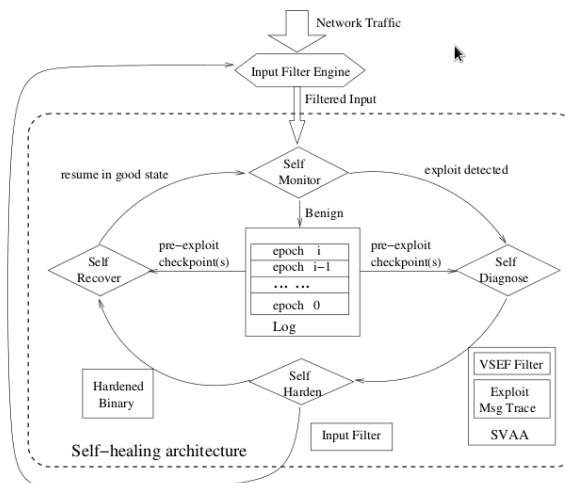 Network Traffic
Input Filter Engine
Filtered Input
Self
Monitor
resume in good state
exploit detected
Benign
pre-exploit
checkpoint(s)
pre-exploit
checkpoint(s)
Self
Recover
epoch i
epoch i-1
... ...
epoch 0
Log
Self
Diagnose
Self
Harden
Hardened
Binary
VSEF Filter
Exploit
Msg Trace
SVAA
Input Filter
Self-healing architecture